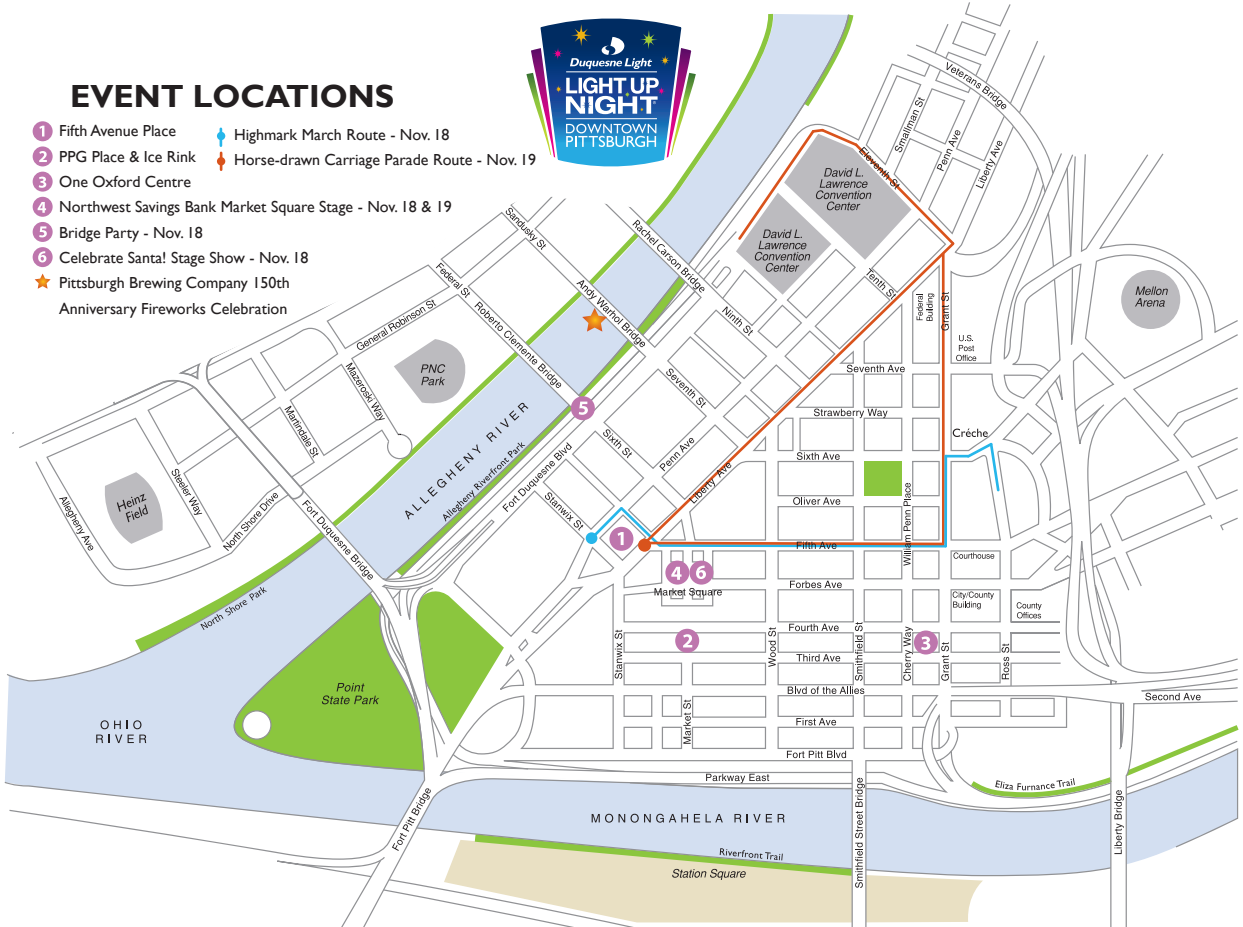 Duquesne Light
LIGHT UP
NIGHT
DOWNTOWN
PITTSBURGH
EVENT LOCATIONS
1 Fifth Avenue Place
2 PPG Place & Ice Rink
3 One Oxford Centre
4 Northwest Savings Bank Market Square Stage - Nov. 18 & 19
5 Bridge Party - Nov. 18
6 Celebrate Santa! Stage Show - Nov. 18
Pittsburgh Brewing Company 150th
Anniversary Fireworks Celebration
Highmark March Route - Nov. 18
Horse-drawn Carriage Parade Route - Nov. 19
Veterans Bridge
Smallman St
Penn Ave
Liberty Ave
Eleventh St
David L.
Lawrence
Convention
Center
David L.
Lawrence
Convention
Center
Sandusky St
Rachel Carson Bridge
Federal St
Andy Warhol Bridge
Roberto Clemente Bridge
General Robinson St
Tenth St
Federal
Building
Grant St
Mellon
Arena
Ninth St
U.S.
Post
Office
PNC
Park
Mazeroski Way
Martindale St
Seventh St
Seventh Ave
5
Strawberry Way
ALLEGHENY RIVER
Allegheny Riverfront Park
Fort Duquesne Blvd
Sixth St
Penn Ave
Créche
Sixth Ave
Liberty Ave
Oliver Ave
William Penn Place
Steeler Way
Heinz
Field
Allegheny Ave
North Shore Drive
Fort Duquesne Bridge
Stanwix St
1
Fifth Ave
Courthouse
4
6
Market Square
Forbes Ave
City/County
Building
County
Offices
North Shore Park
Fourth Ave
2
3
Stanwix St
Wood St
Smithfield St
Cherry Way
Grant St
Ross St
Third Ave
Point
State Park
Blvd of the Allies
Second Ave
Market St
First Ave
OHIO
RIVER
Fort Pitt Blvd
Parkway East
Eliza Furnance Trail
Fort Pitt Bridge
MONONGAHELA RIVER
Smithfield Street Bridge
Liberty Bridge
Riverfront Trail
Station Square